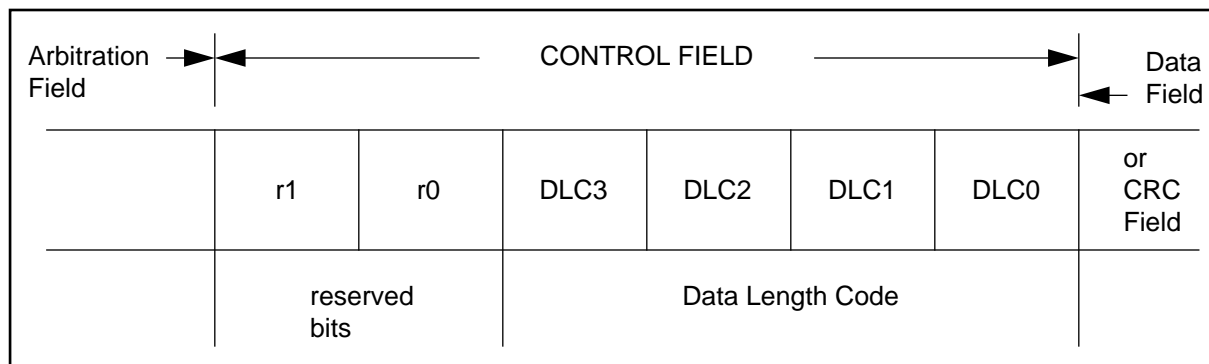 Arbitration
Field
CONTROL FIELD
Data
Field
r1
r0
DLC3
DLC2
DLC1
DLC0
or
CRC
Field
reserved
bits
Data Length Code